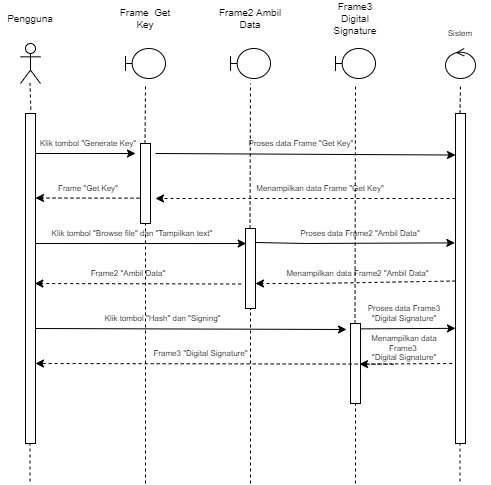 Pengguna
Frame Get
Key
Frame2 Ambil
Data
Frame3
Digital
Signature
Sistem
Klik tombol "Generate Key"
Proses data Frame "Get Key"
Frame "Get Key"
Menampilkan data Frame "Get Key"
Klik tombol "Browse file" dan "Tampilkan text"
Proses data Frame2 "Ambil Data"
Frame2 "Ambil Data"
Menampilkan data Frame2 "Ambil Data"
Klik tombol "Hash" dan "Signing"
Proses data Frame3
"Digital Signature"
Frame3 "Digital Signature"
Menampilkan data
Frame3
"Digital Signature"